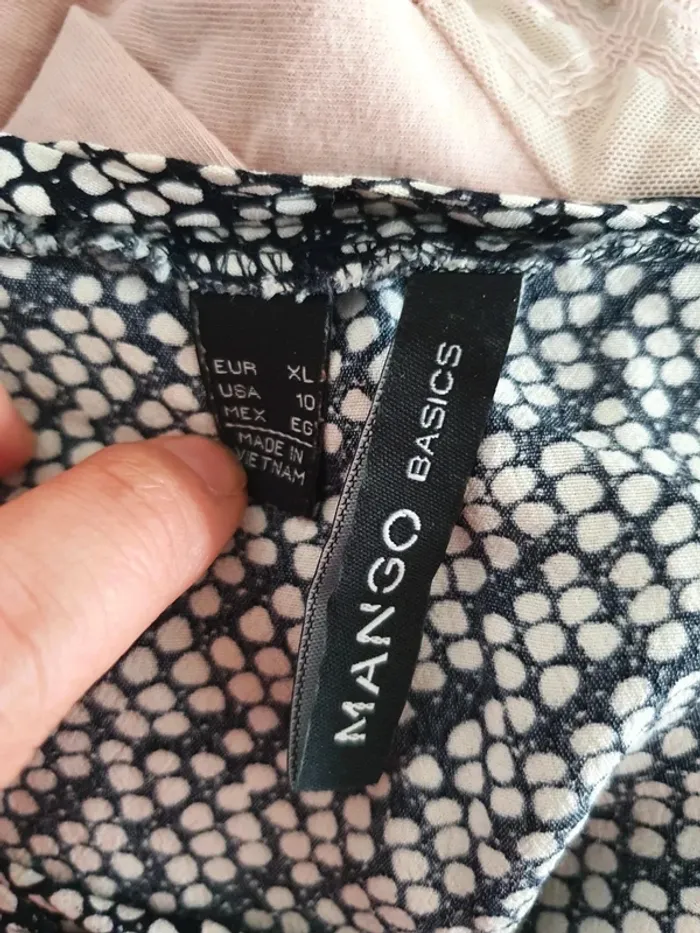 EUR XL
USA 10
MEX EG
MADE IN
VIETNAM
MANGO BASICS